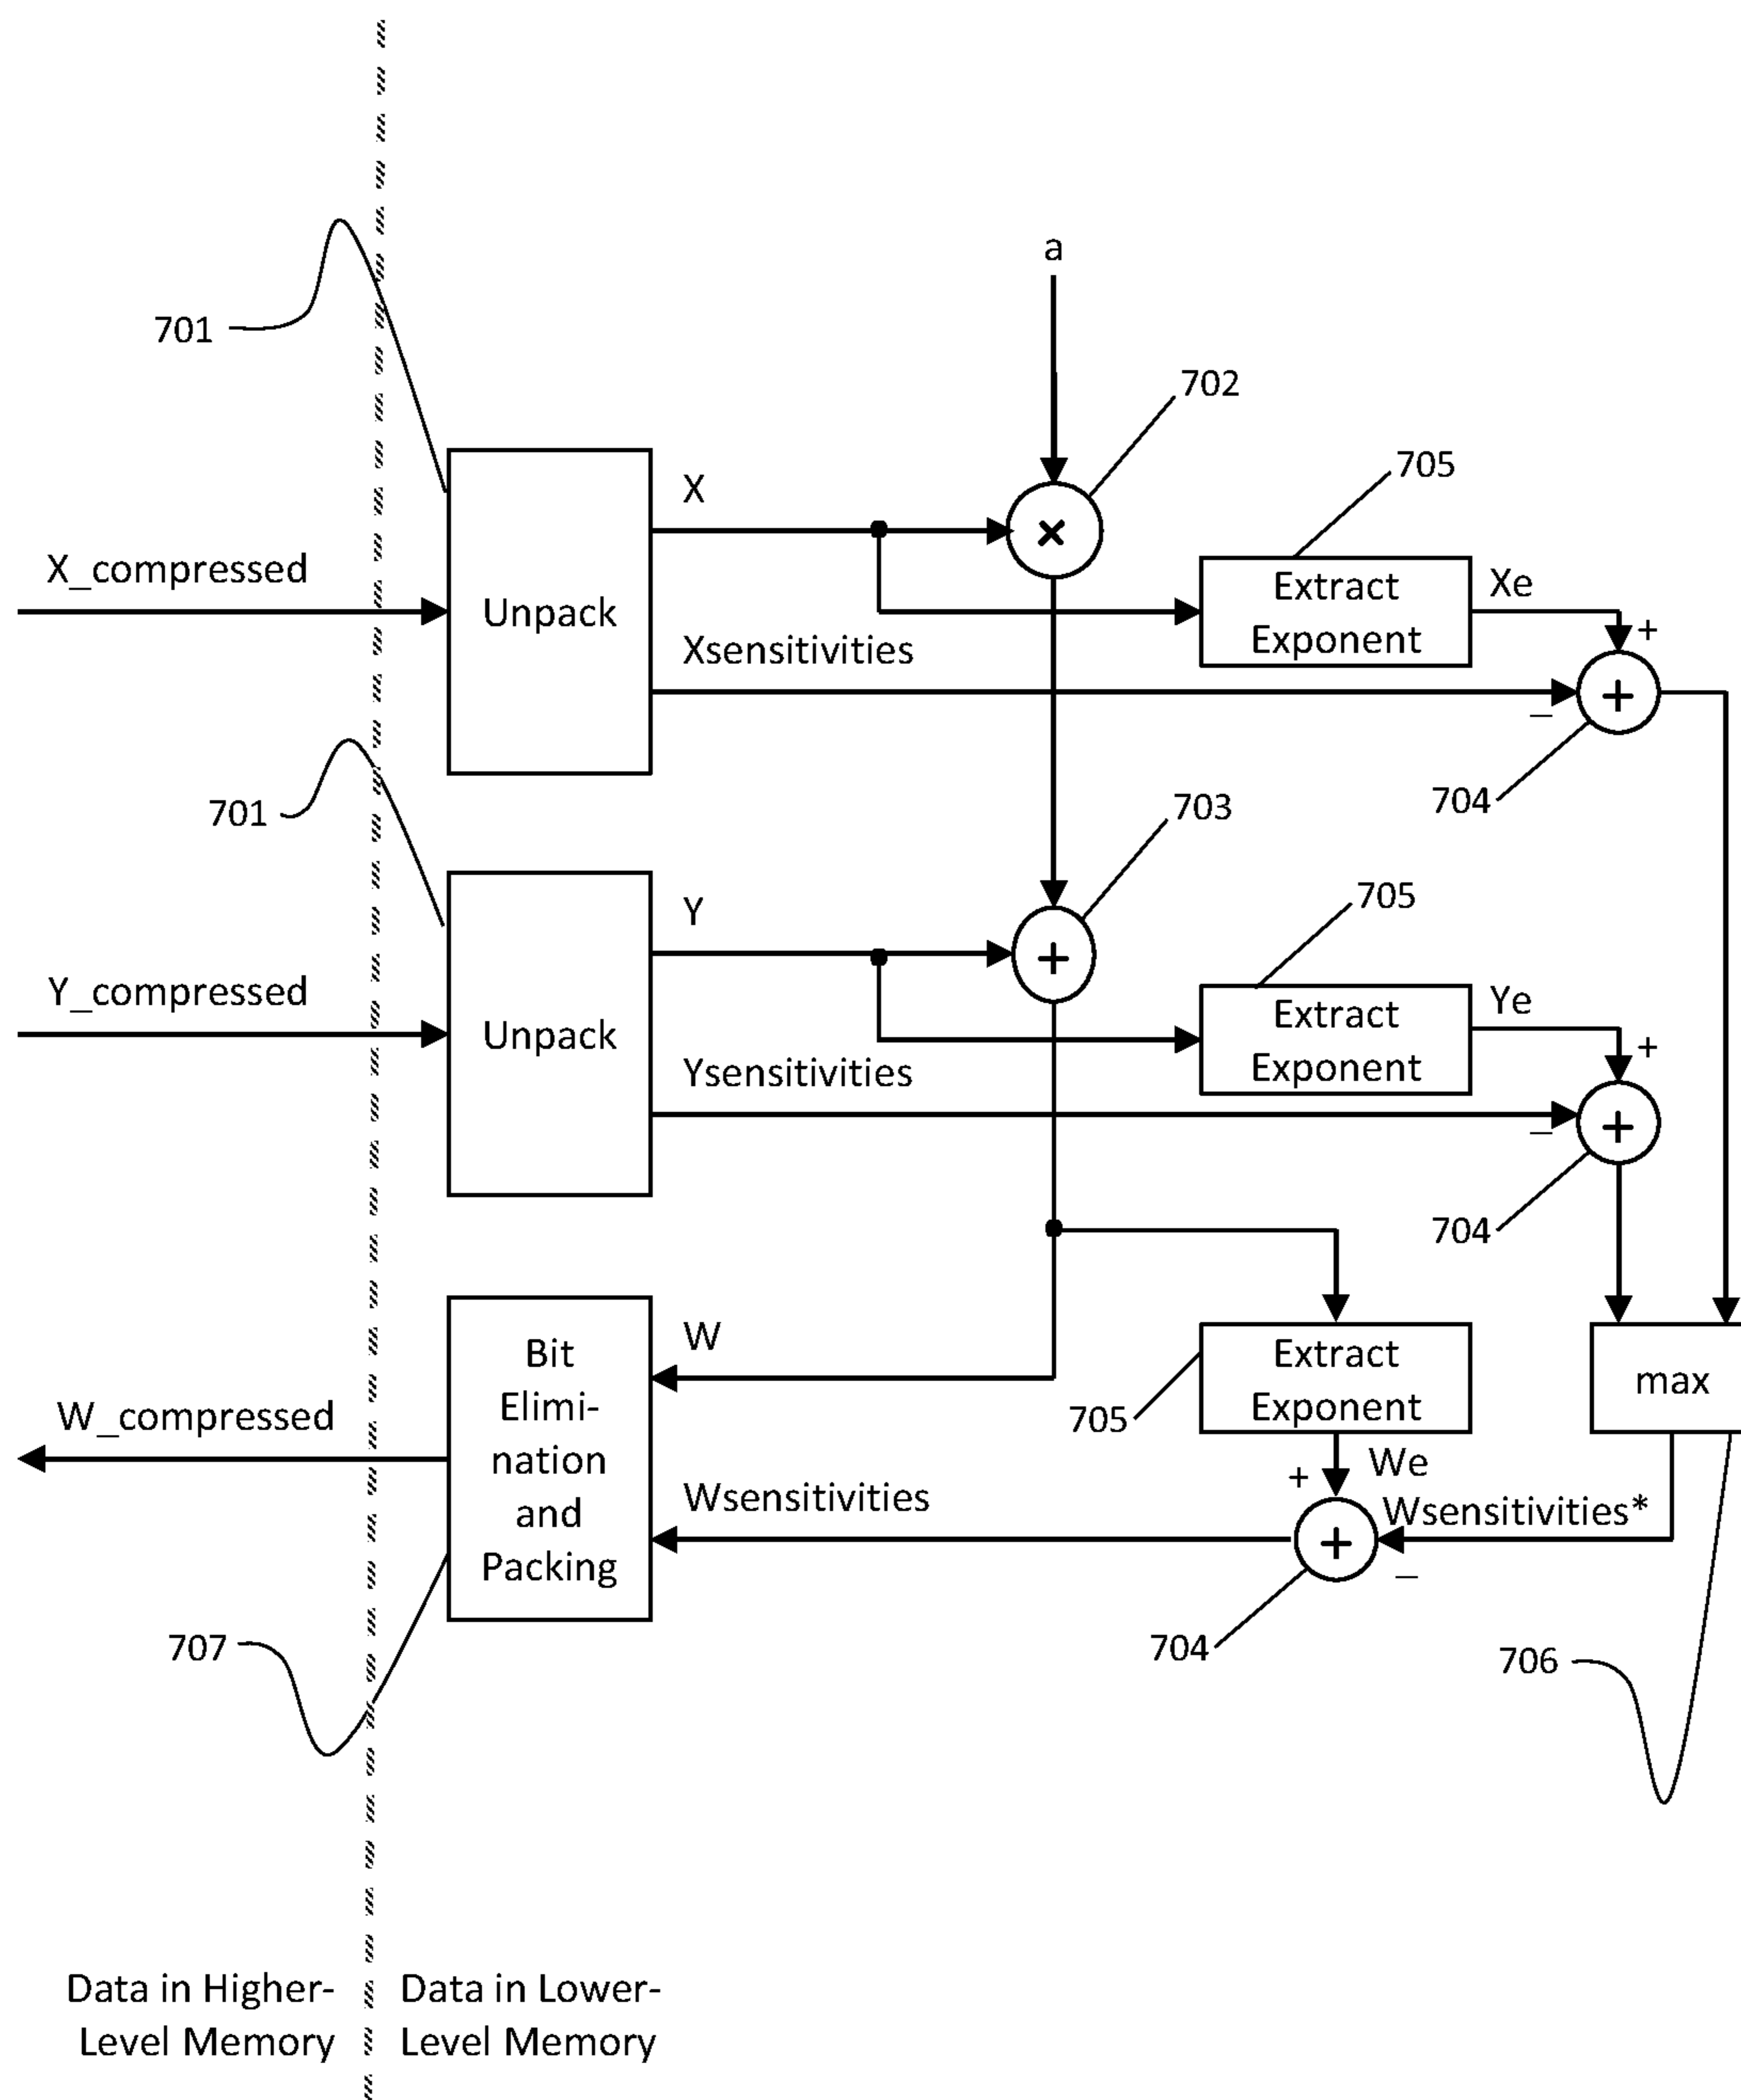 a
701
702
705
X
X_compressed
Unpack
Extract
Exponent
Xe
+
×
Xsensitivities
+
_
704
701
703
705
Y
+
Y_compressed
Unpack
Extract
Exponent
Ye
+
Ysensitivities
+
_
704
W
Bit
Elimi-
nation
and
Packing
Extract
Exponent
max
705
W_compressed
We
+
Wsensitivities
Wsensitivities*
+
_
707
704
706
Data in Higher-
Level Memory
Data in Lower-
Level Memory